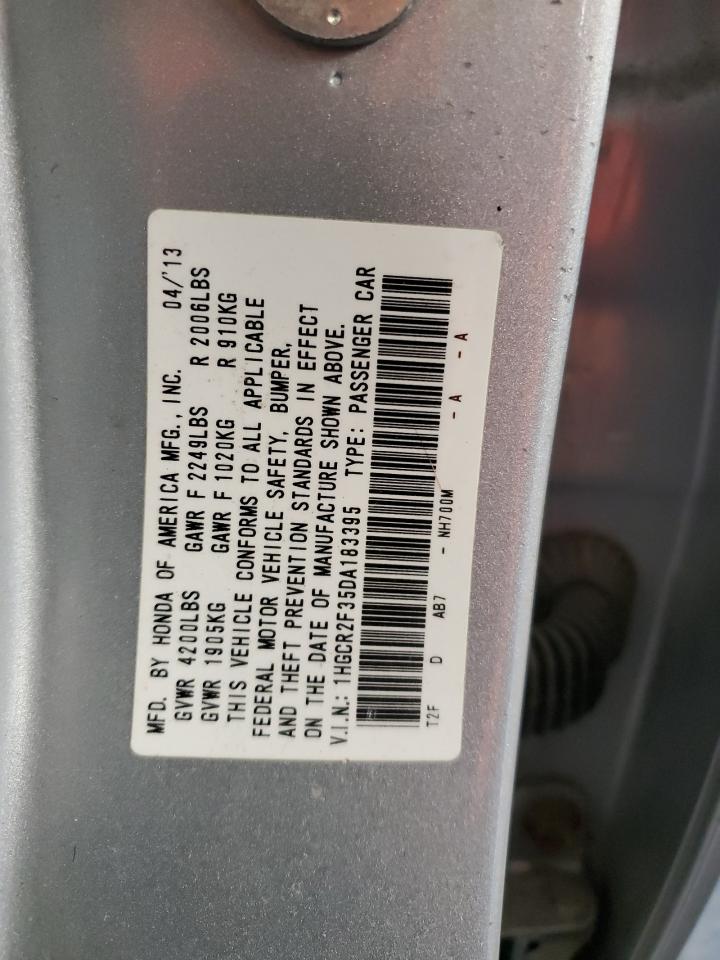 MFD. BY HONDA OF AMERICA MFG., INC. 04/'13
GVWR 4200LBS GAWR F 2249LBS R 2006LBS
GVWR 1905KG GAWR F 1020KG R 910KG
THIS VEHICLE CONFORMS TO ALL APPLICABLE
FEDERAL MOTOR VEHICLE SAFETY, BUMPER,
AND THEFT PREVENTION STANDARDS IN EFFECT
ON THE DATE OF MANUFACTURE SHOWN ABOVE.
V.I.N.: 1HGCR2F35DA183395 TYPE: PASSENGER CAR
T2F D AB7 - NH700M - A - A